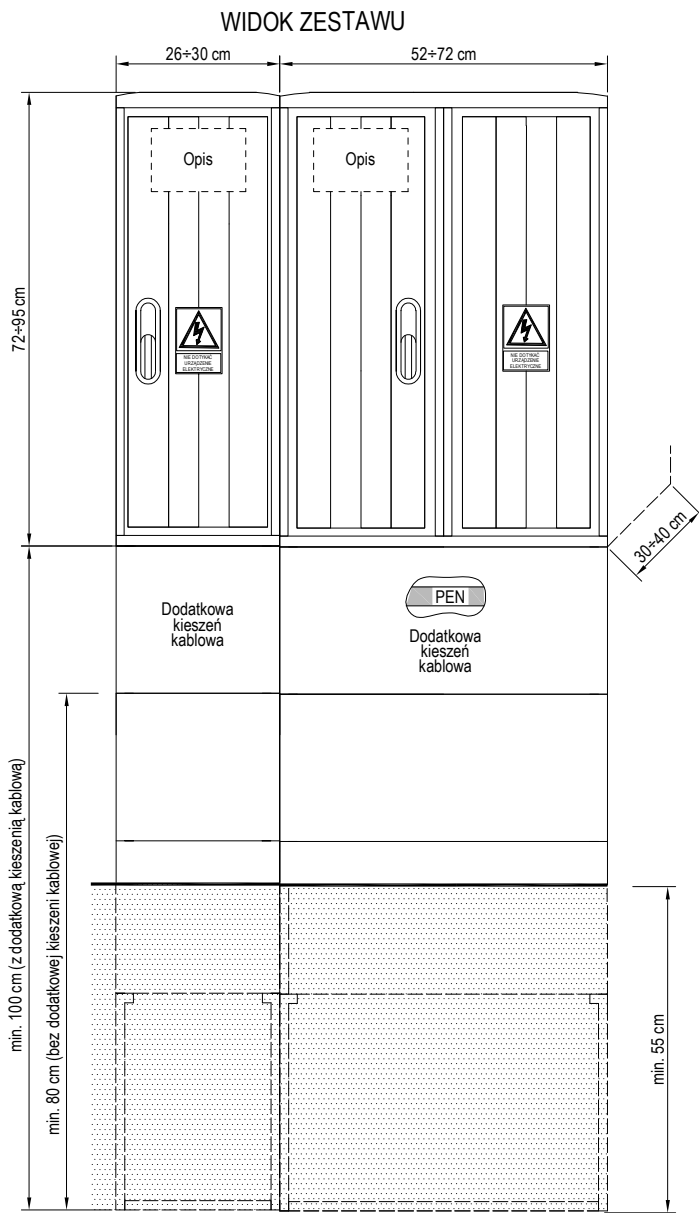 WIDOK ZESTAWU
26÷30 cm
52÷72 cm
Opis
Opis
72÷95 cm
NIE DOTYKAĆ
URZĄDZENIE
ELEKTRYCZNE
NIE DOTYKAĆ
URZĄDZENIE
ELEKTRYCZNE
30÷40 cm
Dodatkowa
kieszeń
kablowa
PEN
Dodatkowa
kieszeń
kablowa
min. 100 cm (z dodatkową kieszenią kablową)
min. 80 cm (bez dodatkowej kieszeni kablowej)
min. 55 cm